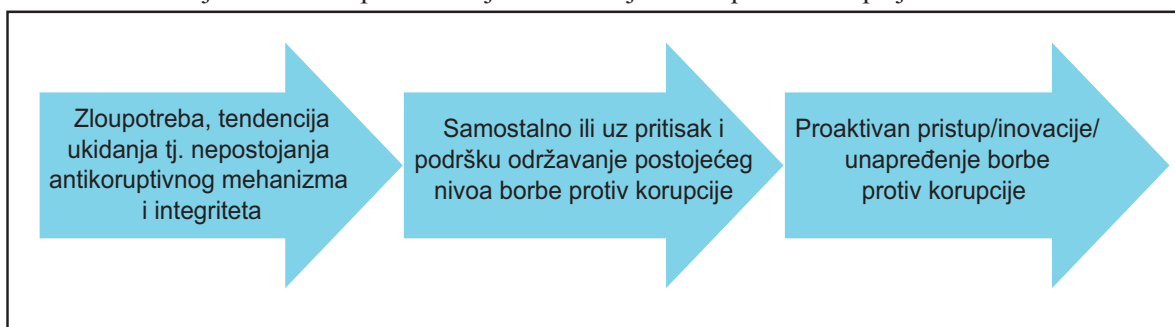 Zloupotreba, tendencija
ukidanja tj. nepostojanja
antikoruptivnog mehanizma
i integriteta
Samostalno ili uz pritisak i
podršku održavanje postojećeg
nivoa borbe protiv korupcije
Proaktivan pristup/inovacije/
unapređenje borbe
protiv korupcije